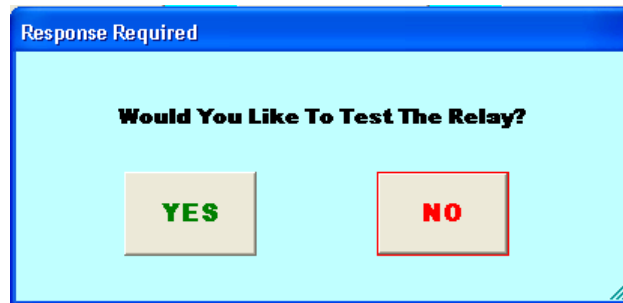 Response Required
Would You Like To Test The Relay?
YES
NO